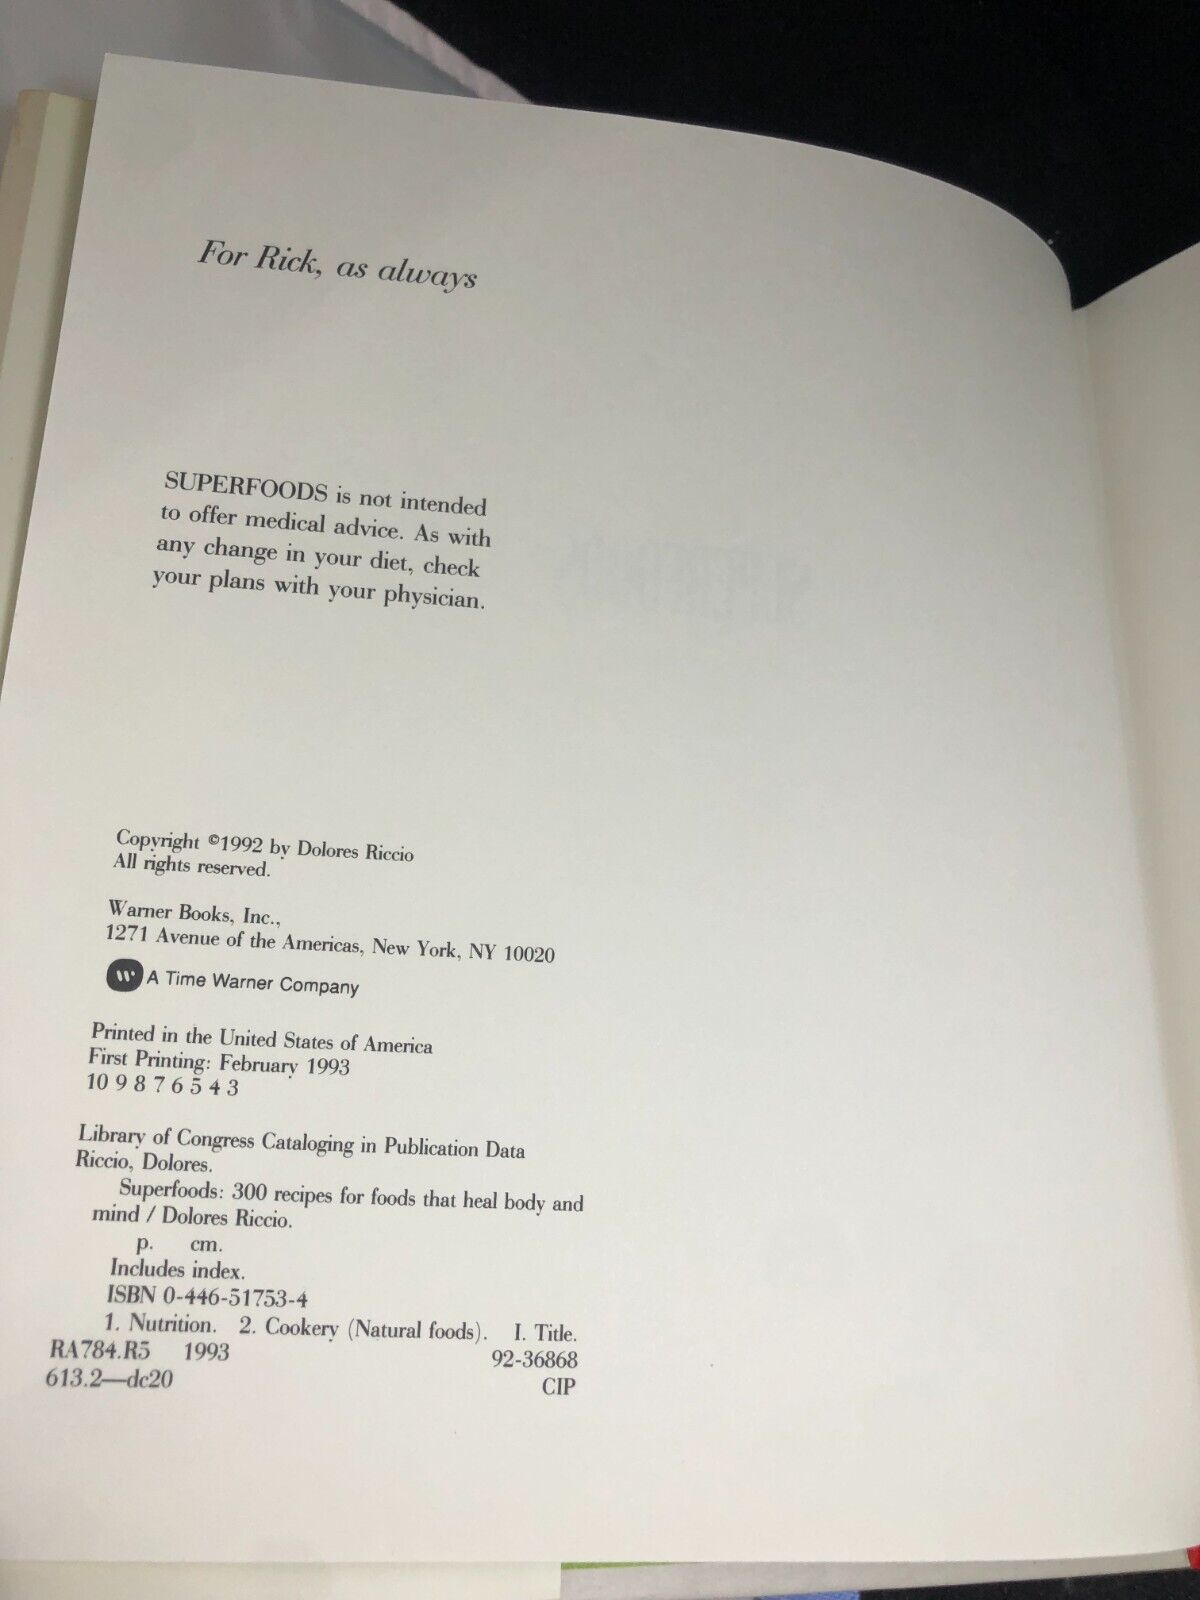 For Rick, as always
SUPERFOODS is not intended
to offer medical advice. As with
any change in your diet, check
your plans with your physician.
Copyright ©1992 by Dolores Riccio
All rights reserved.
Warner Books, Inc.,
1271 Avenue of the Americas, New York, NY 10020
W A Time Warner Company
Printed in the United States of America
First Printing: February 1993
10 9 8 7 6 5 4 3
Library of Congress Cataloging in Publication Data
Riccio, Dolores.
Superfoods: 300 recipes for foods that heal body and
mind / Dolores Riccio.
p. cm.
Includes index.
ISBN 0-446-51753-4
1. Nutrition. 2. Cookery (Natural foods). I. Title.
RA784.R5 1993 92-36868
613.2—dc20 CIP